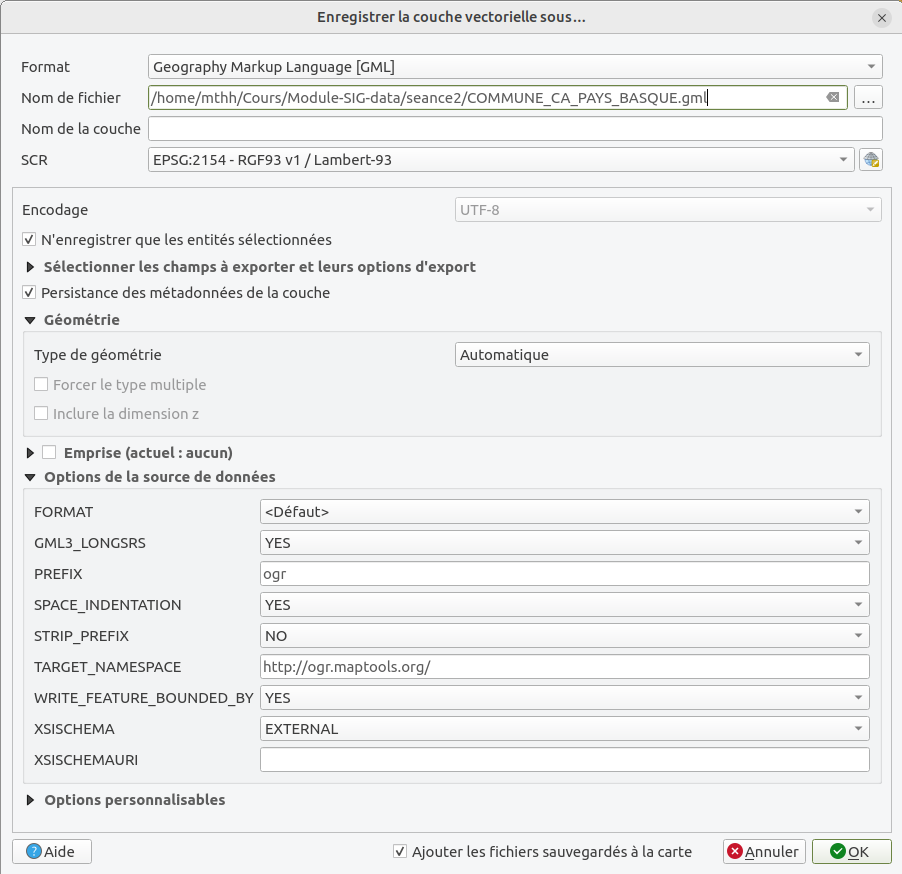 Enregistrer la couche vectorielle sous…
Format Geography Markup Language [GML]
Nom de fichier /home/mthh/Cours/Module-SIG-data/seance2/COMMUNE_CA_PAYS_BASQUE.gml ...
Nom de la couche
SCR EPSG:2154 - RGF93 v1 / Lambert-93
Encodage UTF-8
N'enregistrer que les entités sélectionnées
Sélectionner les champs à exporter et leurs options d'export
Persistance des métadonnées de la couche
Géométrie
Type de géométrie Automatique
Forcer le type multiple
Inclure la dimension z
Emprise (actuel : aucun)
Options de la source de données
FORMAT <Défaut>
GML3_LONGSRS YES
PREFIX ogr
SPACE_INDENTATION YES
STRIP_PREFIX NO
TARGET_NAMESPACE http://ogr.maptools.org/
WRITE_FEATURE_BOUNDED_BY YES
XSISCHEMA EXTERNAL
XSISCHEMAURI
Options personnalisables
? Aide Ajouter les fichiers sauvegardés à la carte Annuler OK